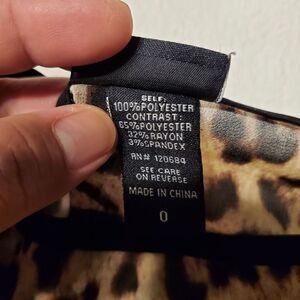 SELF:
100%POLYESTER
CONTRAST:
65%POLYESTER
32%RAYON
3%SPANDEX
RN# 120684
SEE CARE
ON REVERSE
MADE IN CHINA
0